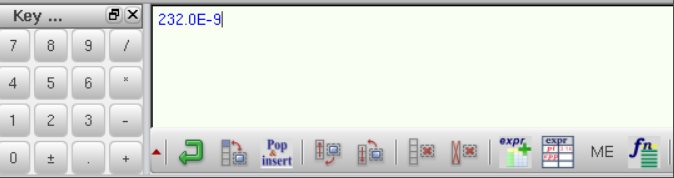 Key ...
232.0E-9
7 8 9 /
4 5 6 *
1 2 3 -
0 ± . +
Pop
&
insert
expr
expr
ME
fn